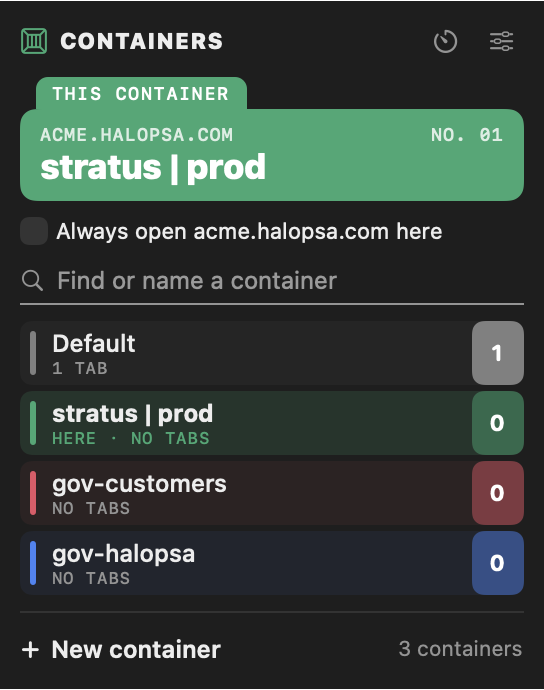 CONTAINERS
THIS CONTAINER
ACME.HALOPSA.COM NO. 01
stratus | prod
Always open acme.halopsa.com here
Find or name a container
Default
1 TAB
1
stratus | prod
HERE · NO TABS
0
gov-customers
NO TABS
0
gov-halopsa
NO TABS
0
+ New container 3 containers